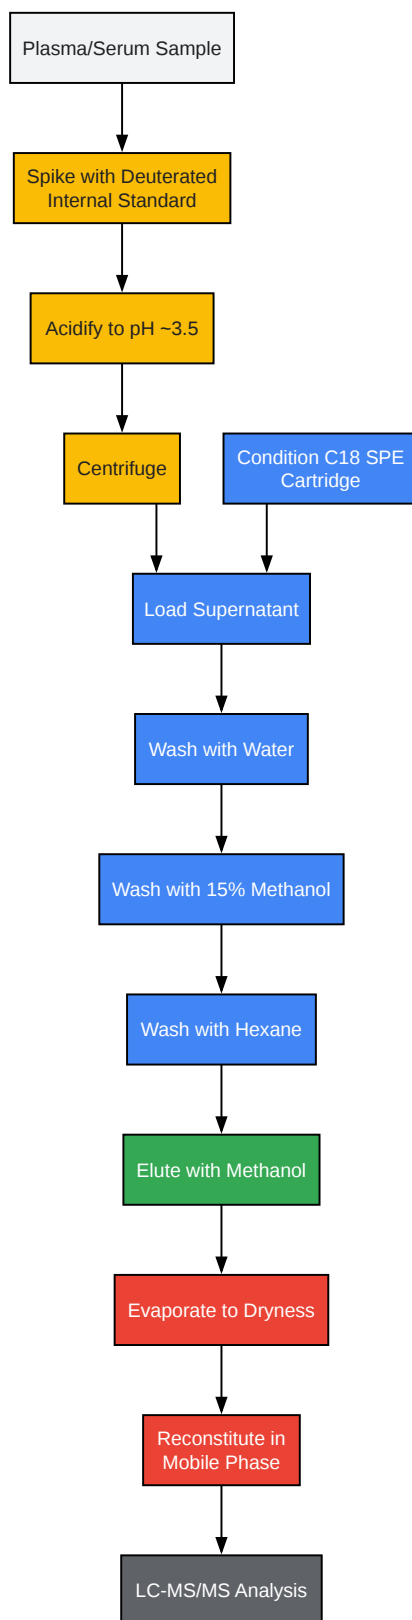 Plasma/Serum Sample
Spike with Deuterated
Internal Standard
Acidify to pH ~3.5
Centrifuge
Condition C18 SPE
Cartridge
Load Supernatant
Wash with Water
Wash with 15% Methanol
Wash with Hexane
Elute with Methanol
Evaporate to Dryness
Reconstitute in
Mobile Phase
LC-MS/MS Analysis